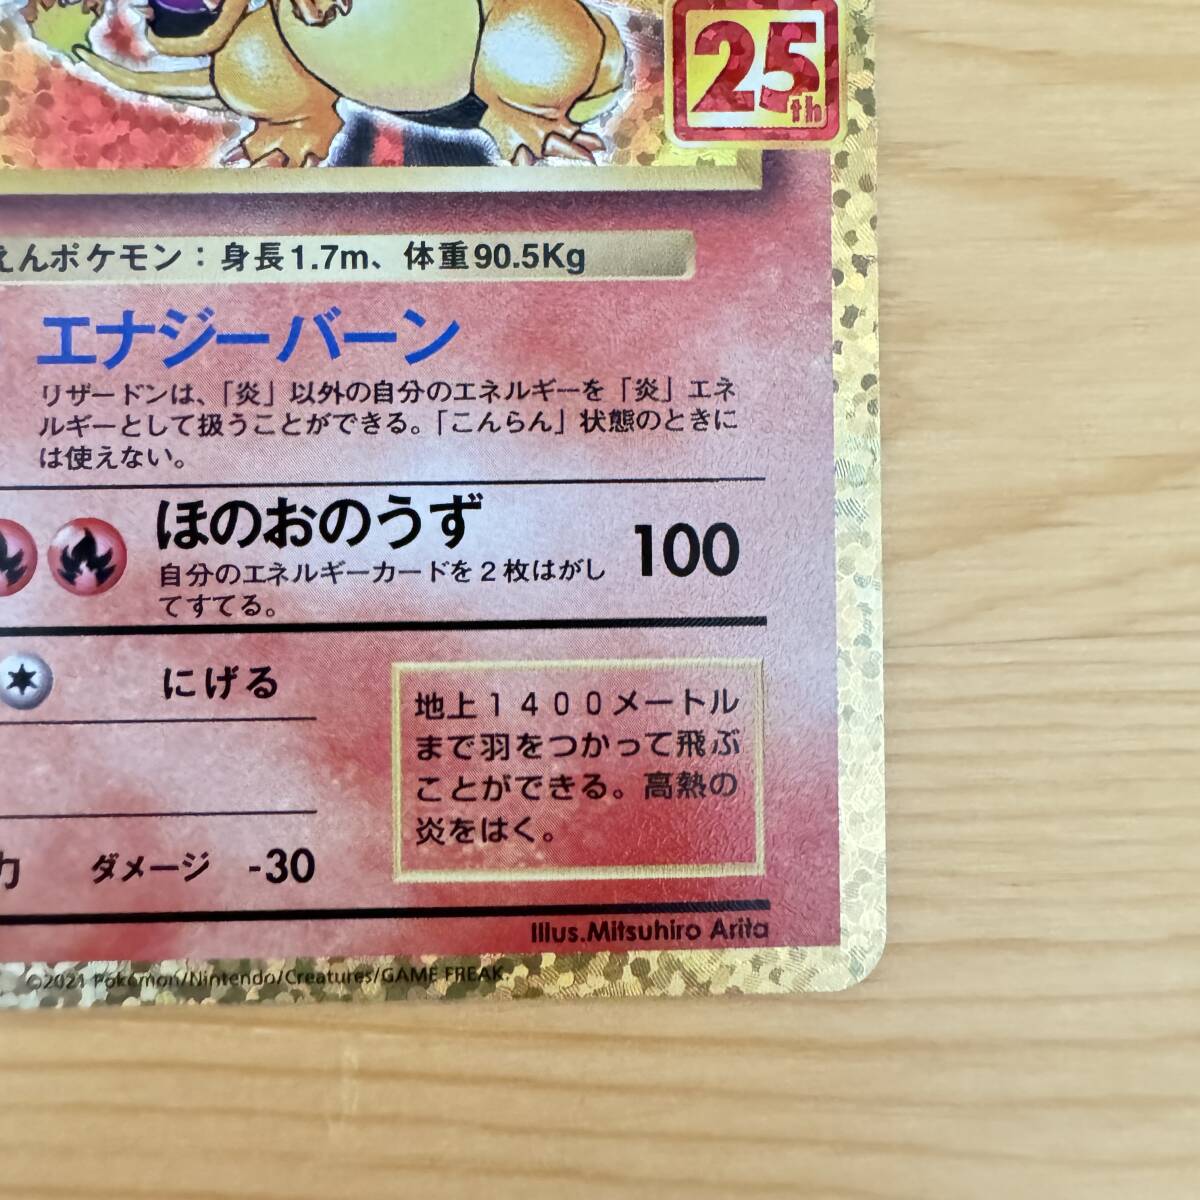 25th
えんポケモン：身長1.7m、体重90.5Kg
エナジーバーン
リザードンは、「炎」以外の自分のエネルギーを「炎」エネ
ルギーとして扱うことができる。「こんらん」状態のときに
は使えない。
ほのおのうず 100
自分のエネルギーカードを２枚はがし
てすてる。
にげる
地上１４００メートル
まで羽をつかって飛ぶ
ことができる。高熱の
炎をはく。
力 ダメージ -30
Illus.Mitsuhiro Arita
©2021 Pokémon/Nintendo/Creatures/GAME FREAK.